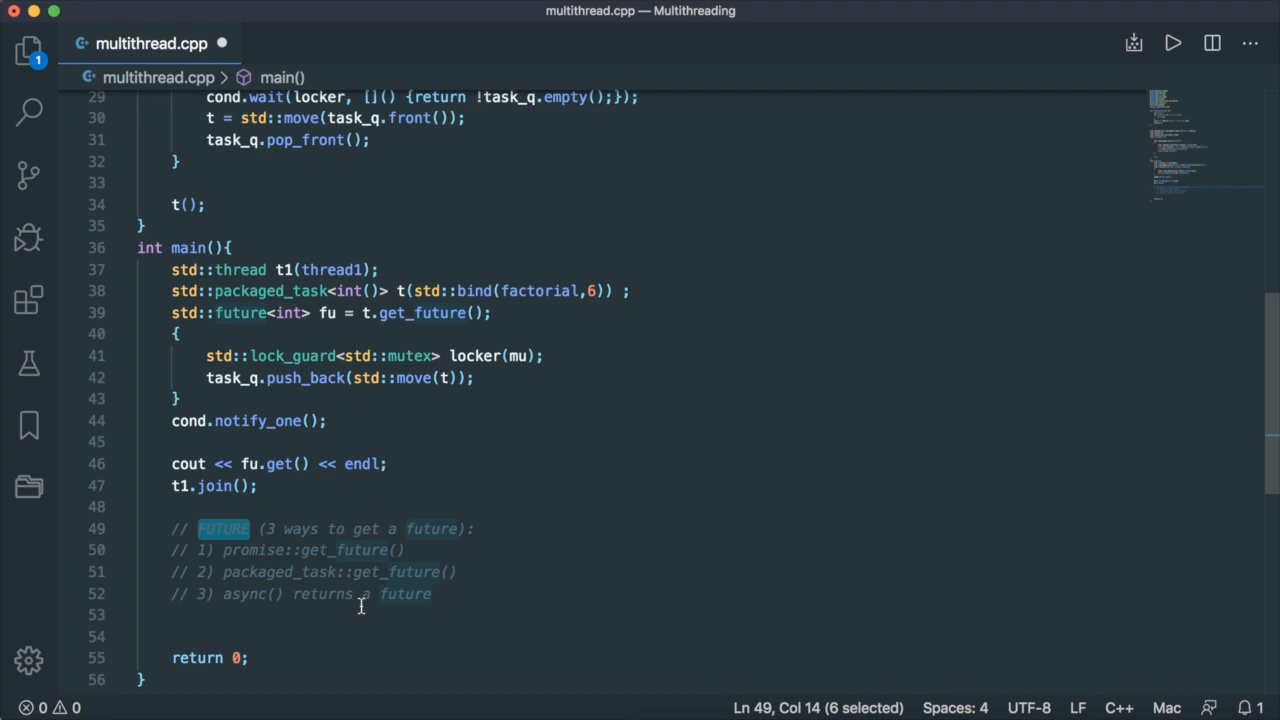 multithread.cpp — Multithreading
multithread.cpp
multithread.cpp > main()
1
29 cond.wait(locker, []() {return !task_q.empty();});
30 t = std::move(task_q.front());
31 task_q.pop_front();
32 }
33
34 t();
35 }
36 int main(){
37 std::thread t1(thread1);
38 std::packaged_task<int()> t(std::bind(factorial,6)) ;
39 std::future<int> fu = t.get_future();
40 {
41 std::lock_guard<std::mutex> locker(mu);
42 task_q.push_back(std::move(t));
43 }
44 cond.notify_one();
45
46 cout << fu.get() << endl;
47 t1.join();
48
49 // FUTURE (3 ways to get a future):
50 // 1) promise::get_future()
51 // 2) packaged_task::get_future()
52 // 3) async() returns a future
53
54
55 return 0;
56 }
0 0 Ln 49, Col 14 (6 selected) Spaces: 4 UTF-8 LF C++ Mac 1